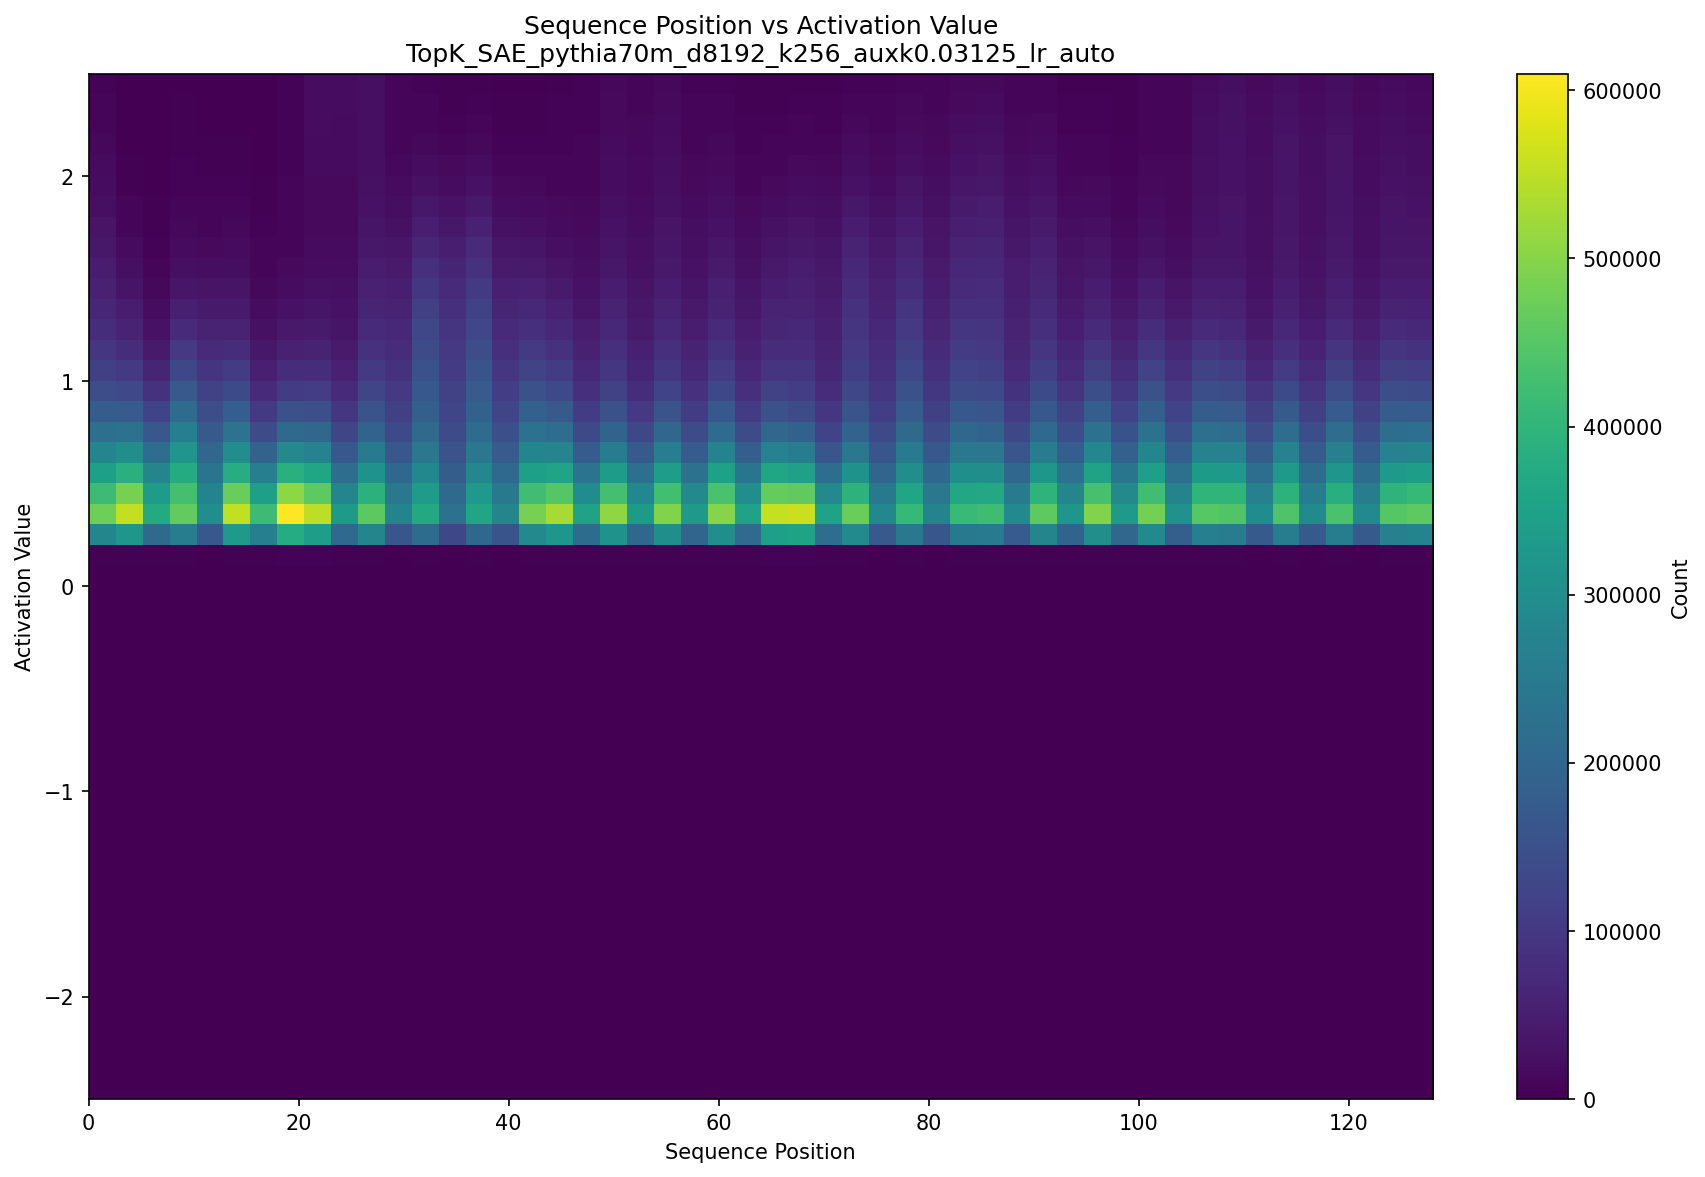 Sequence Position vs Activation Value
TopK_SAE_pythia70m_d8192_k256_auxk0.03125_lr_auto
Activation Value
2
1
0
−1
−2
0 20 40 60 80 100 120
Sequence Position
600000
500000
400000
300000
200000
100000
0
Count